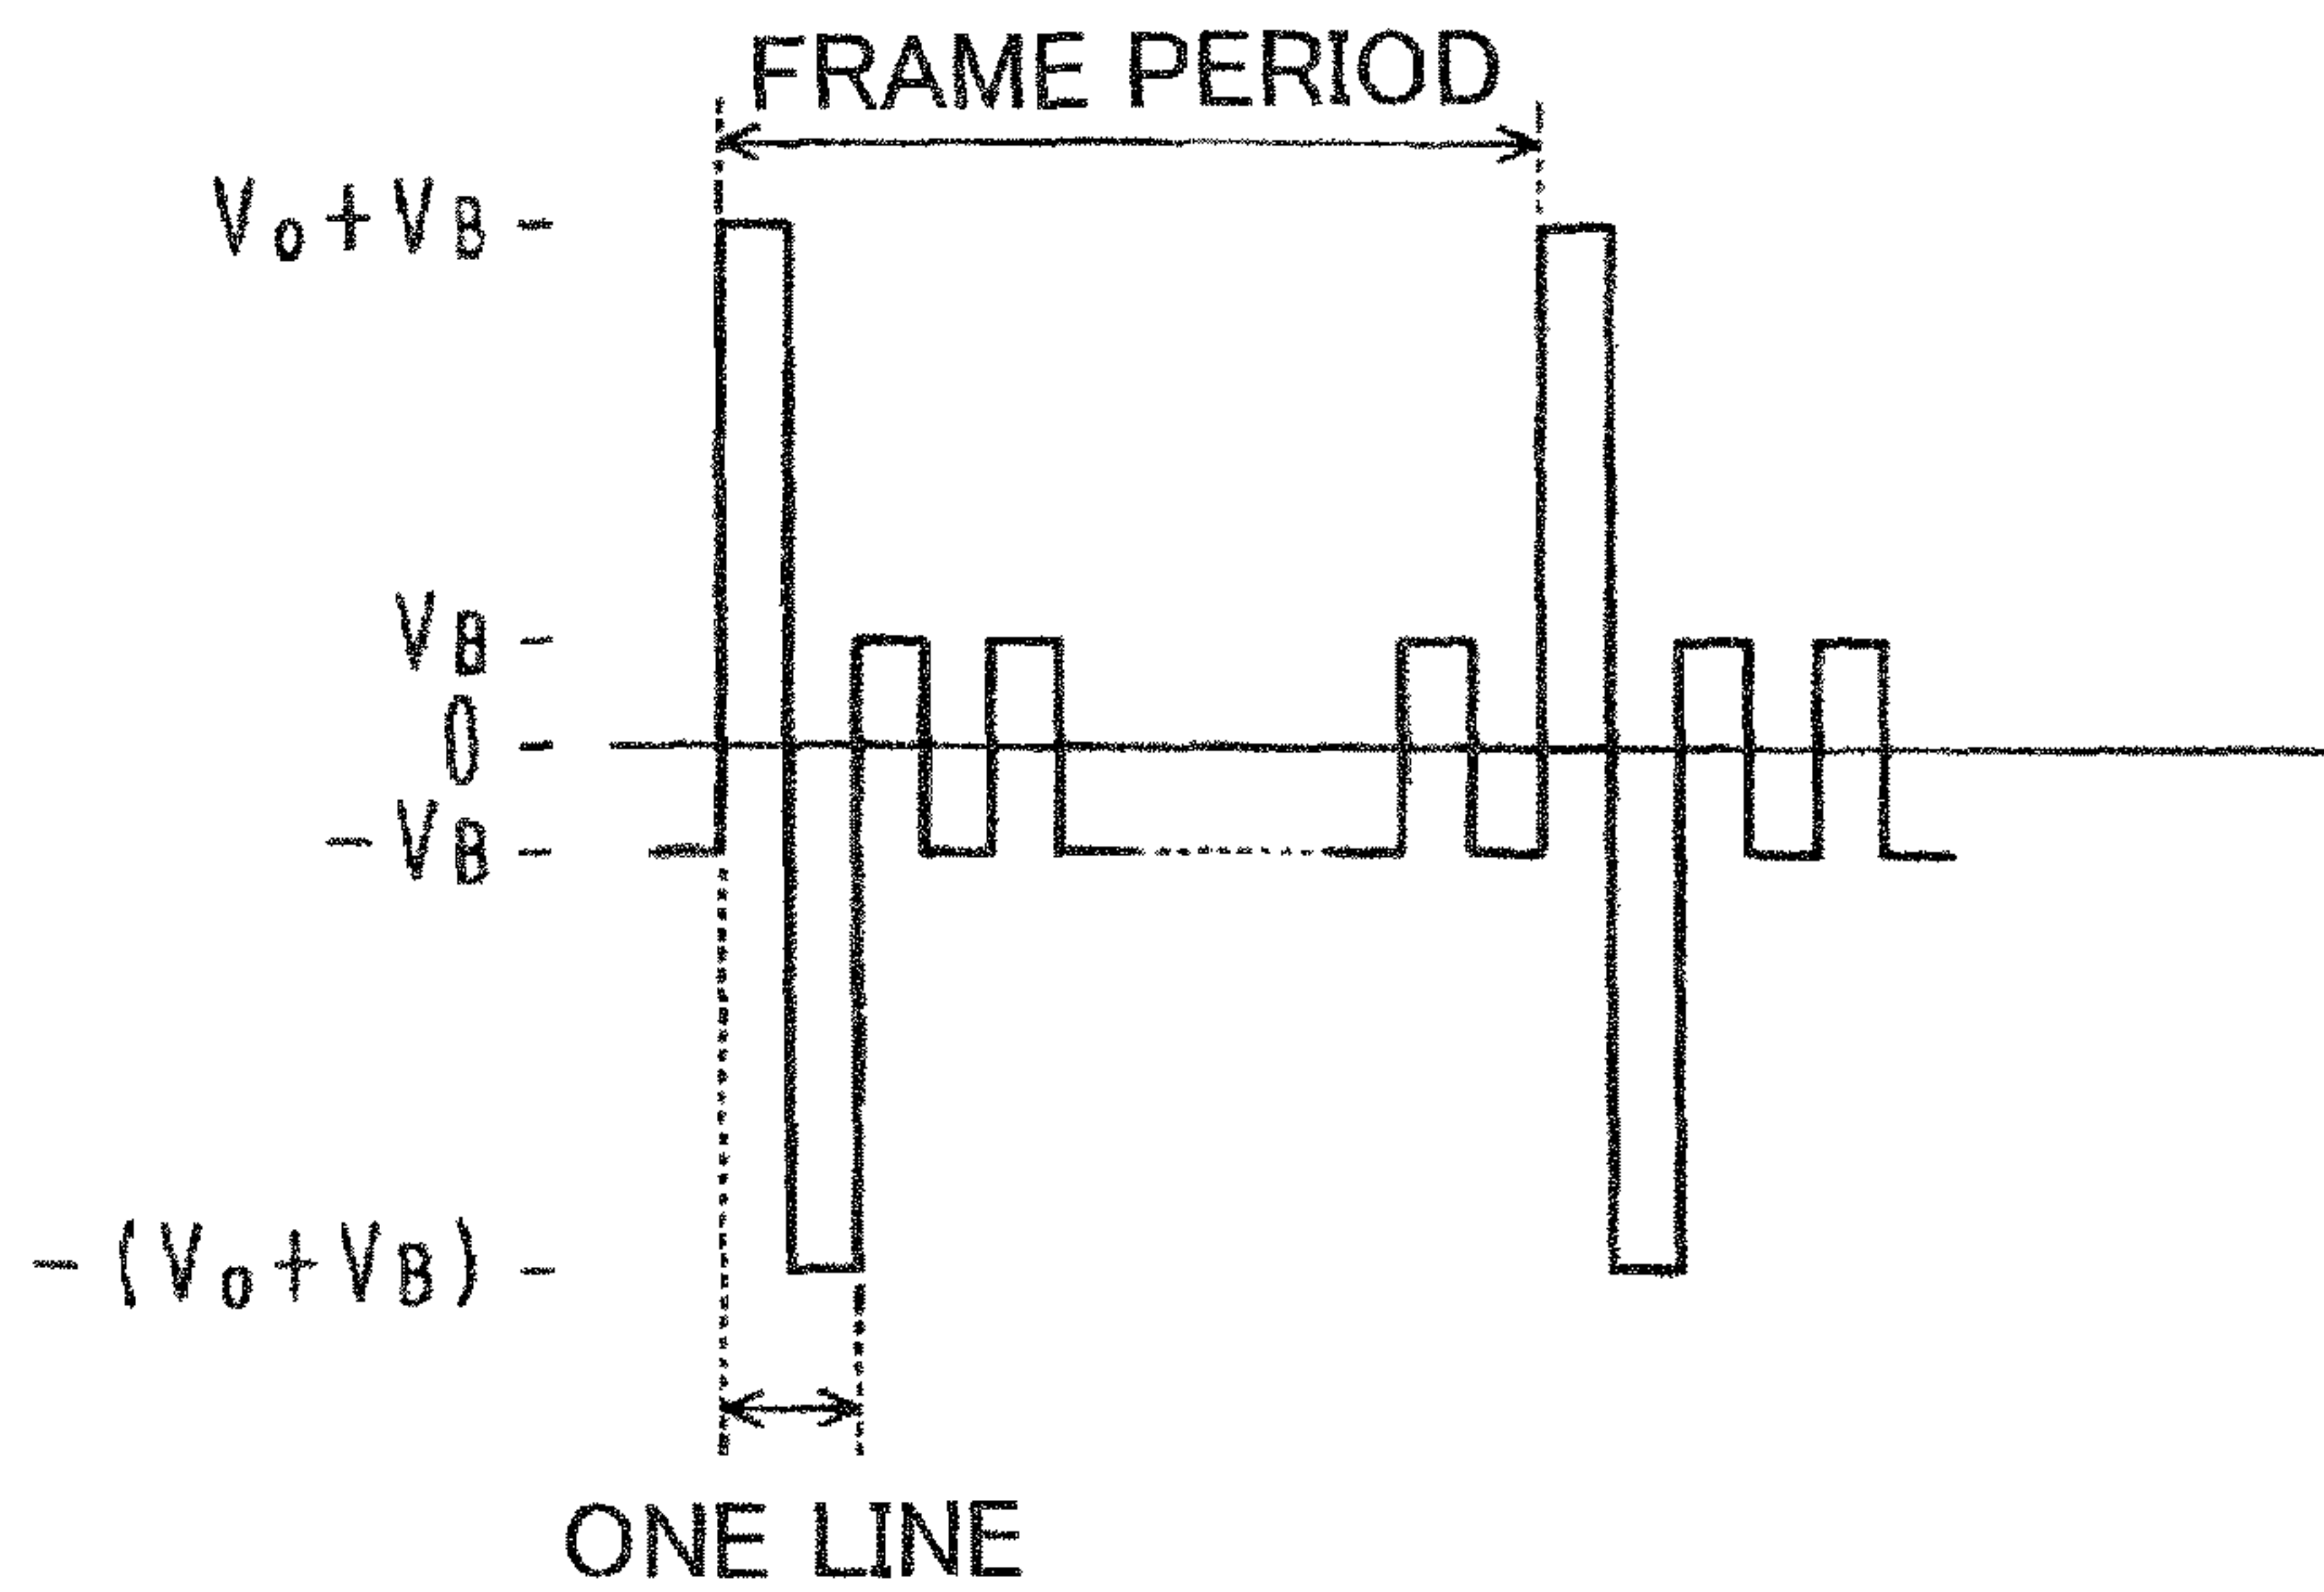 FRAME PERIOD
V0+VB
VB
0
-VB
-(V0+VB)
ONE LINE